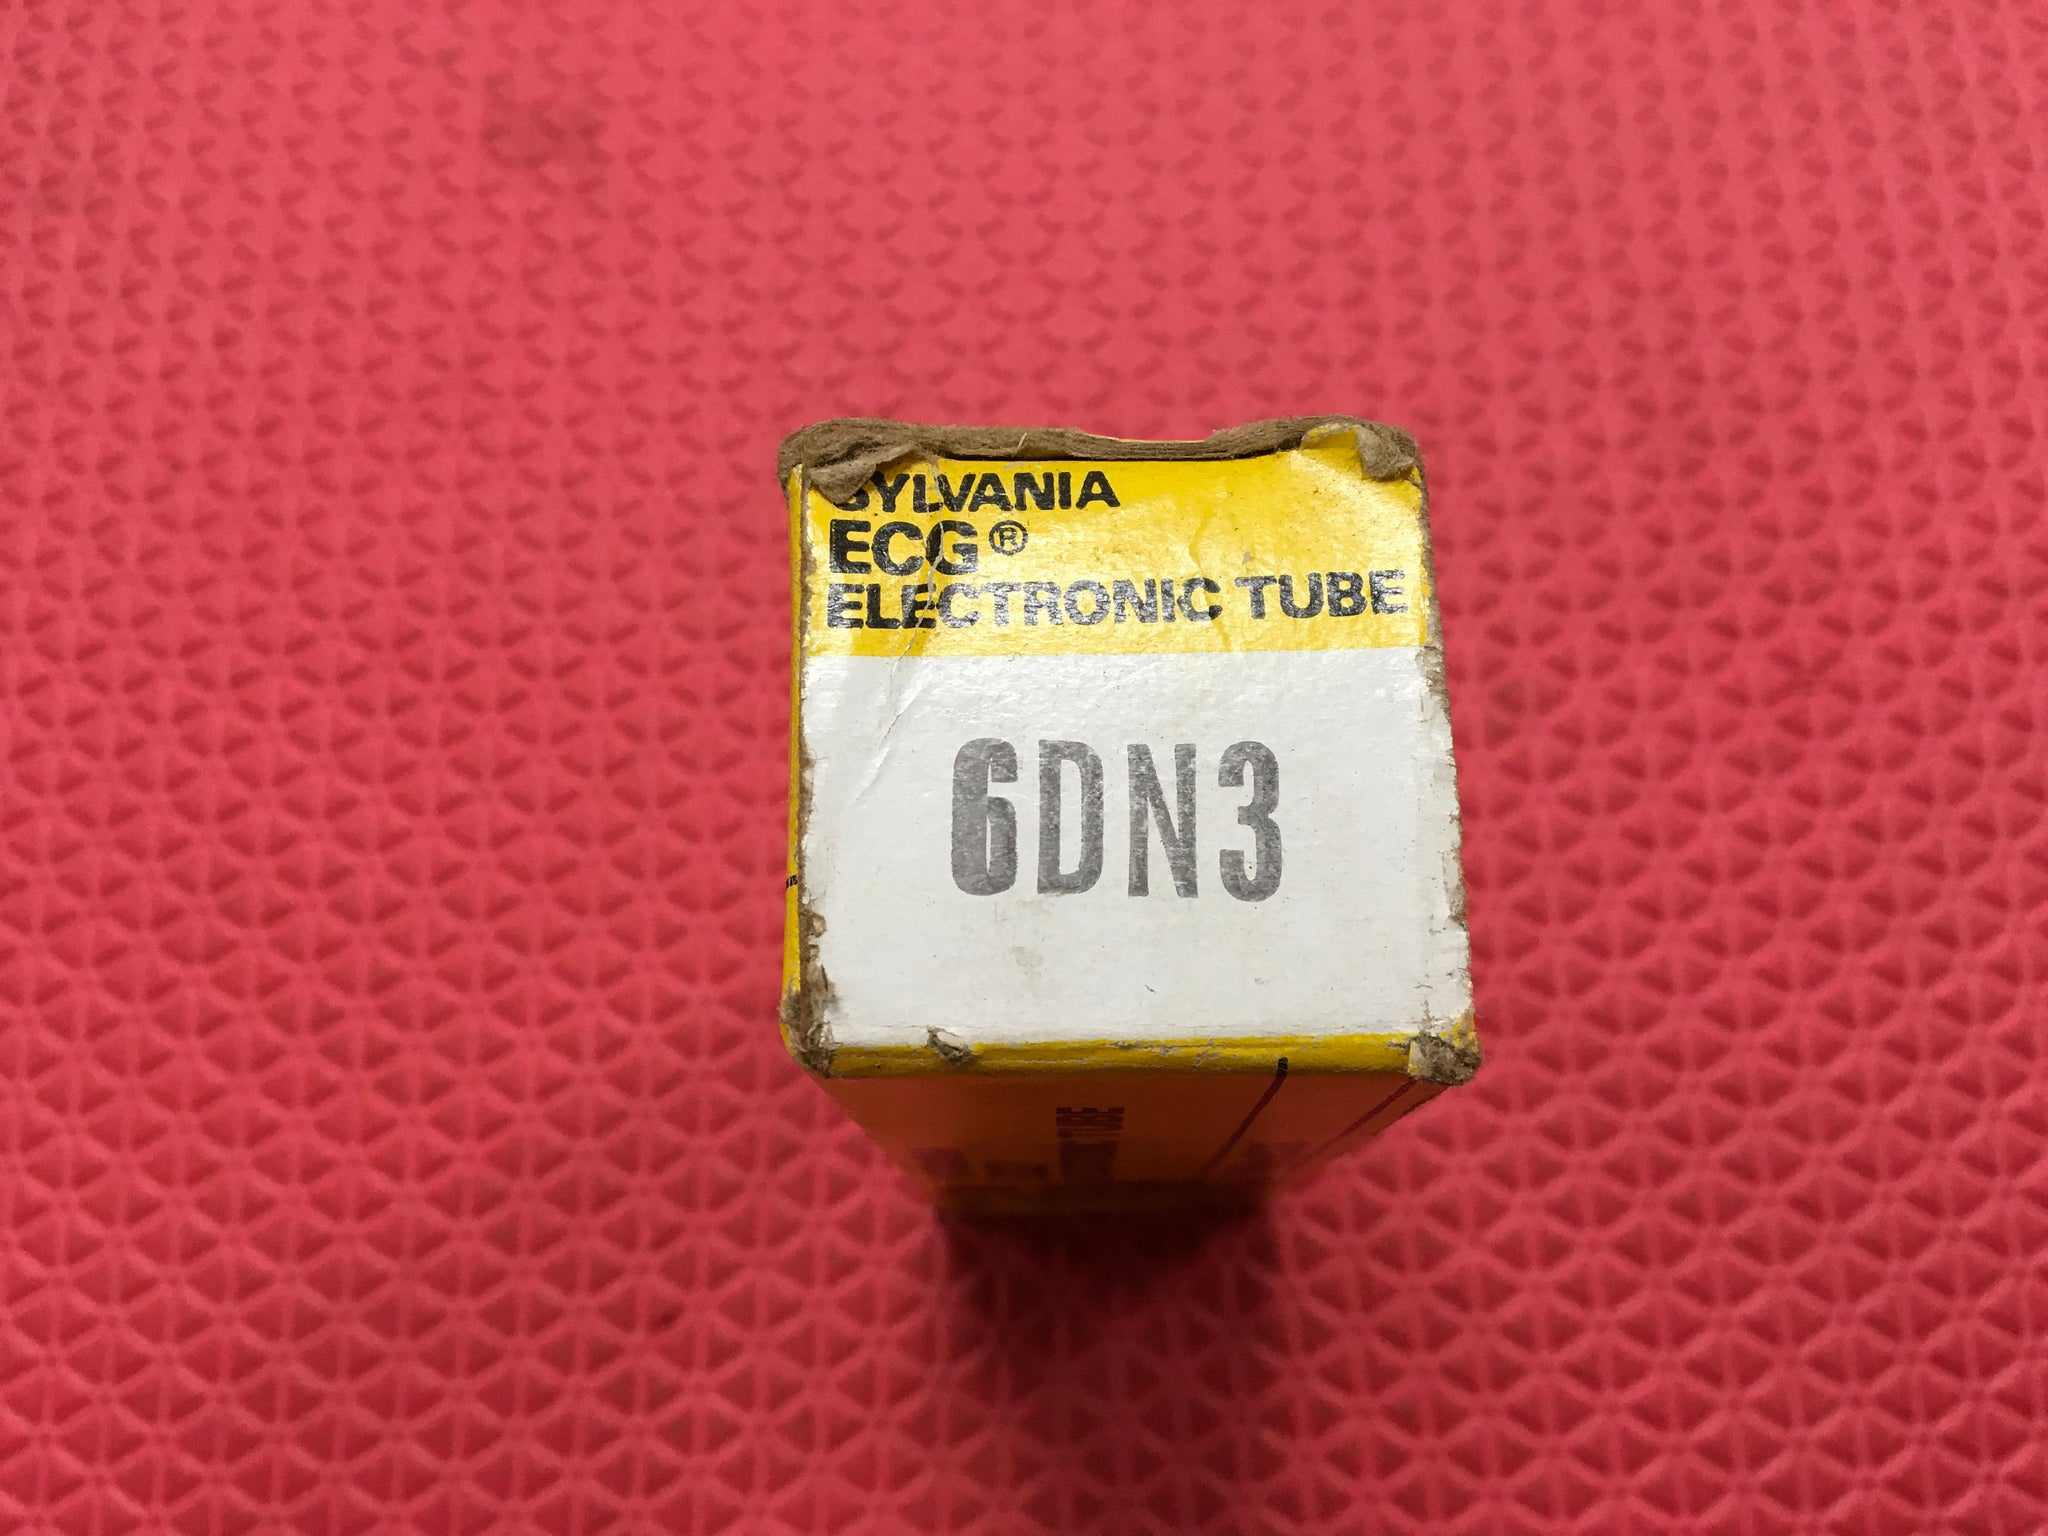 SYLVANIA
ECG®
ELECTRONIC TUBE
6DN3